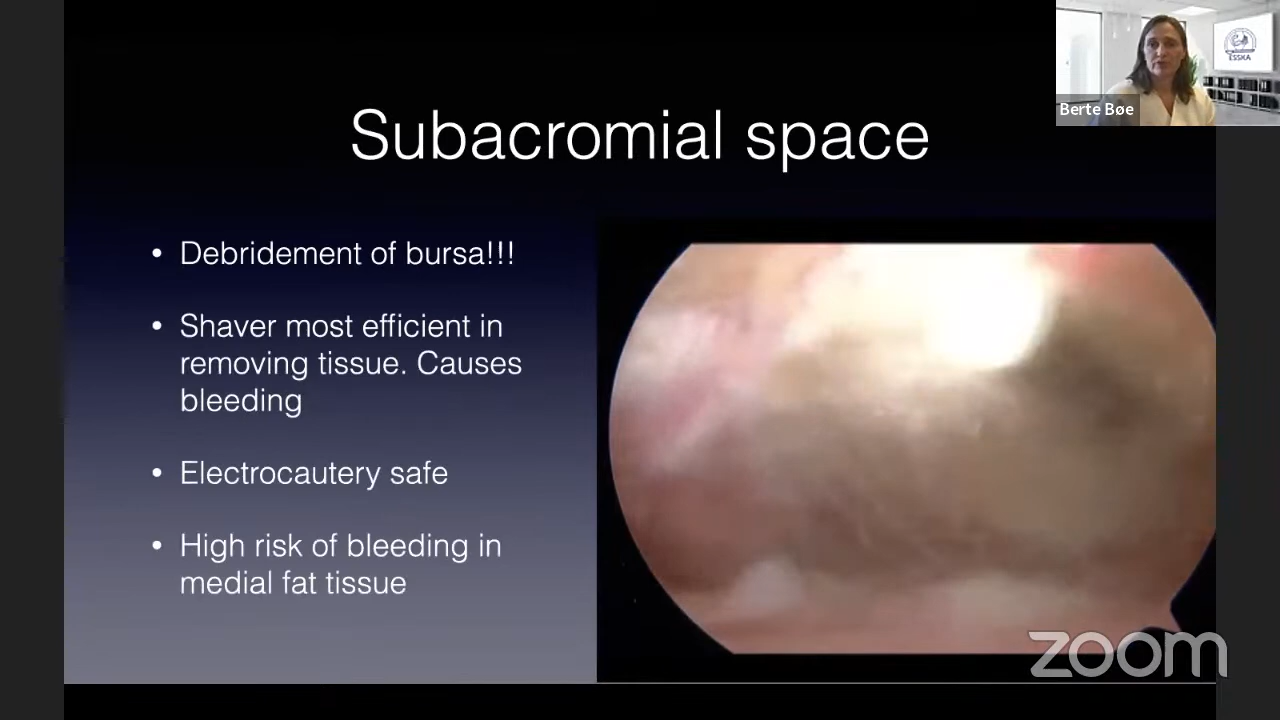 ESSKA
Berte Bøe
Subacromial space
• Debridement of bursa!!!
• Shaver most efficient in
removing tissue. Causes
bleeding
• Electrocautery safe
• High risk of bleeding in
medial fat tissue
zoom